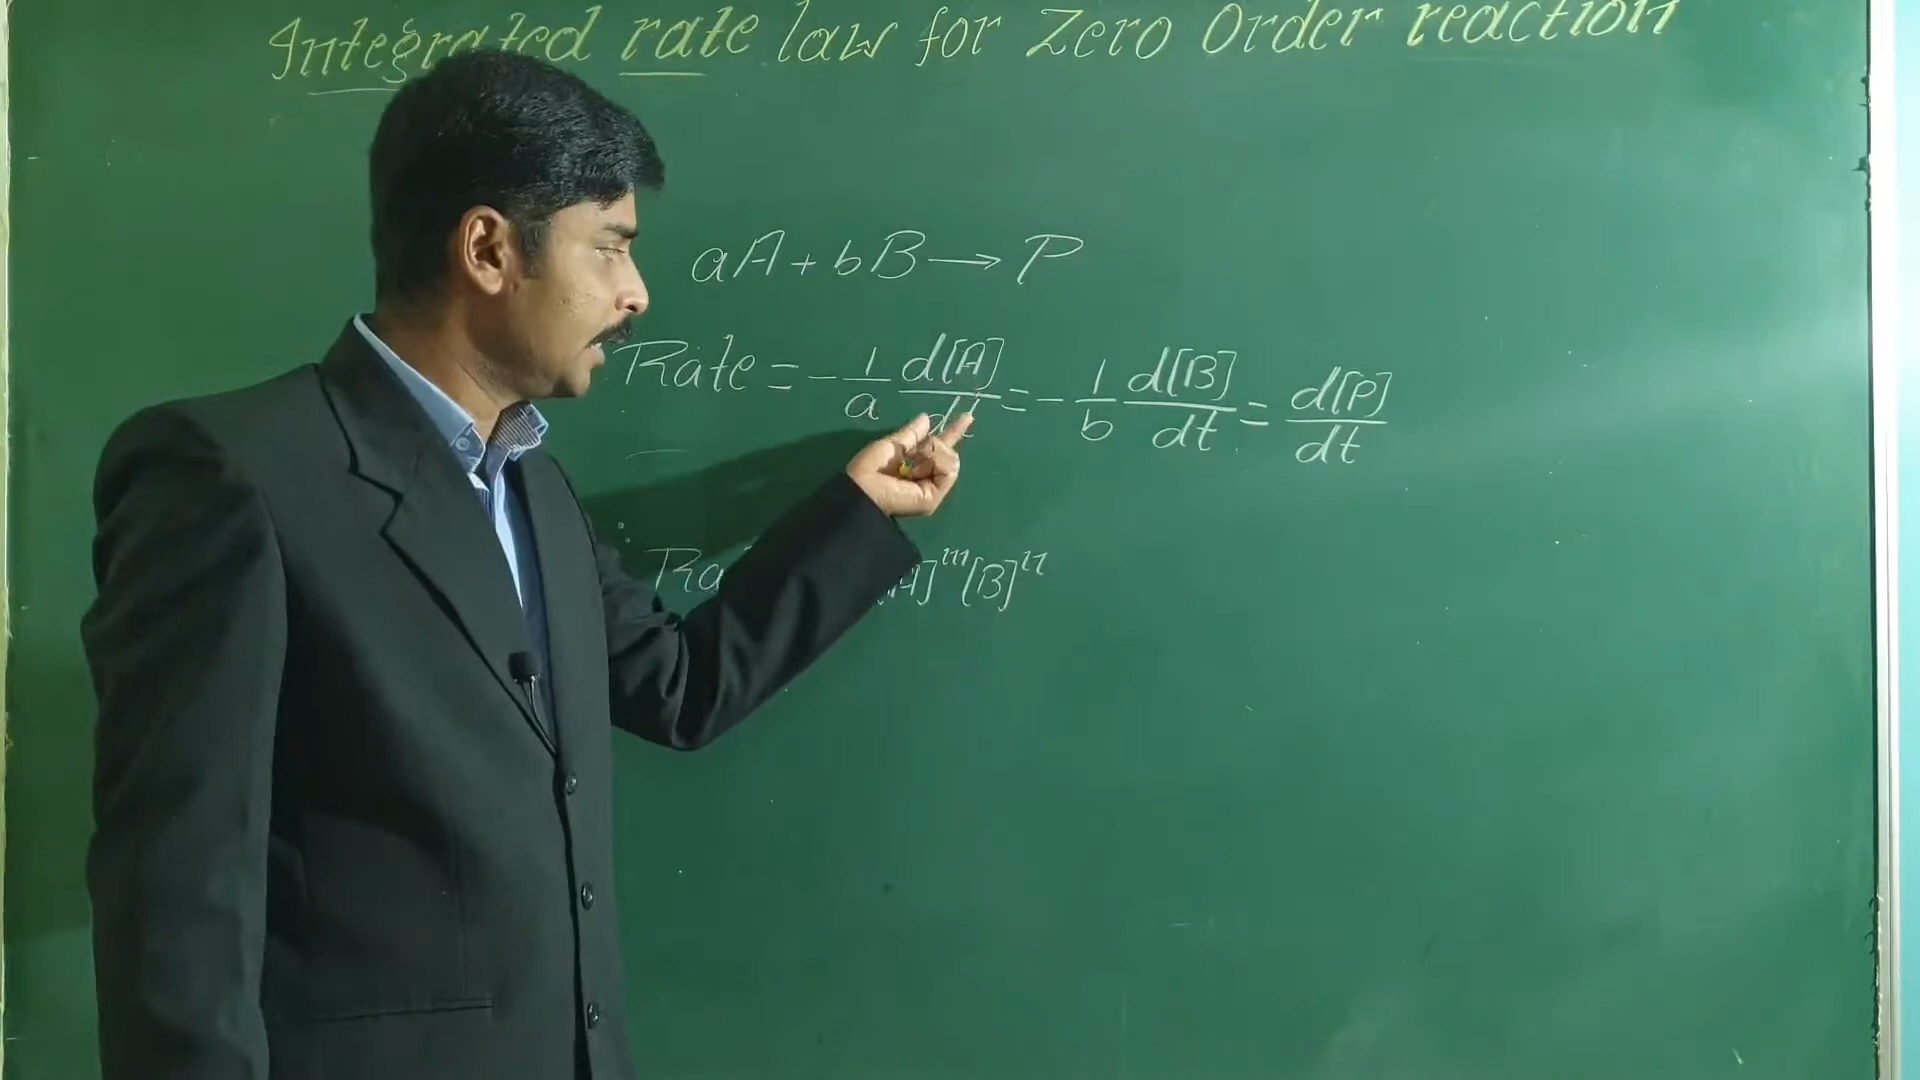 Integrated rate law for Zero Order reaction
aA + bB → P
Rate = - 1/a d[A]/dt = - 1/b d[B]/dt = d[P]/dt
[A]^m [B]^n